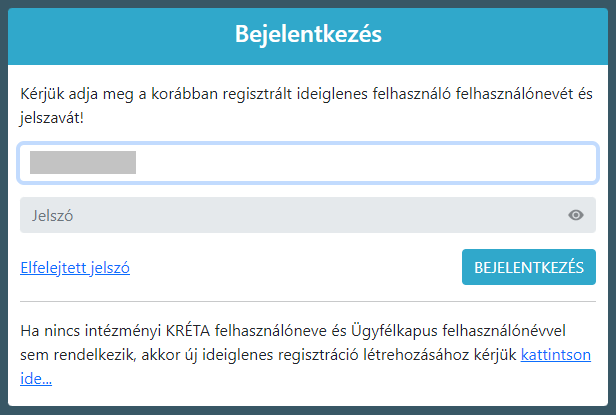 Bejelentkezés
Kérjük adja meg a korábban regisztrált ideiglenes felhasználó felhasználónevét és
jelszavát!
Jelszó
Elfelejtett jelszó
BEJELENTKEZÉS
Ha nincs intézményi KRÉTA felhasználóneve és Ügyfélkapus felhasználónévvel
sem rendelkezik, akkor új ideiglenes regisztráció létrehozásához kérjük kattintson
ide...